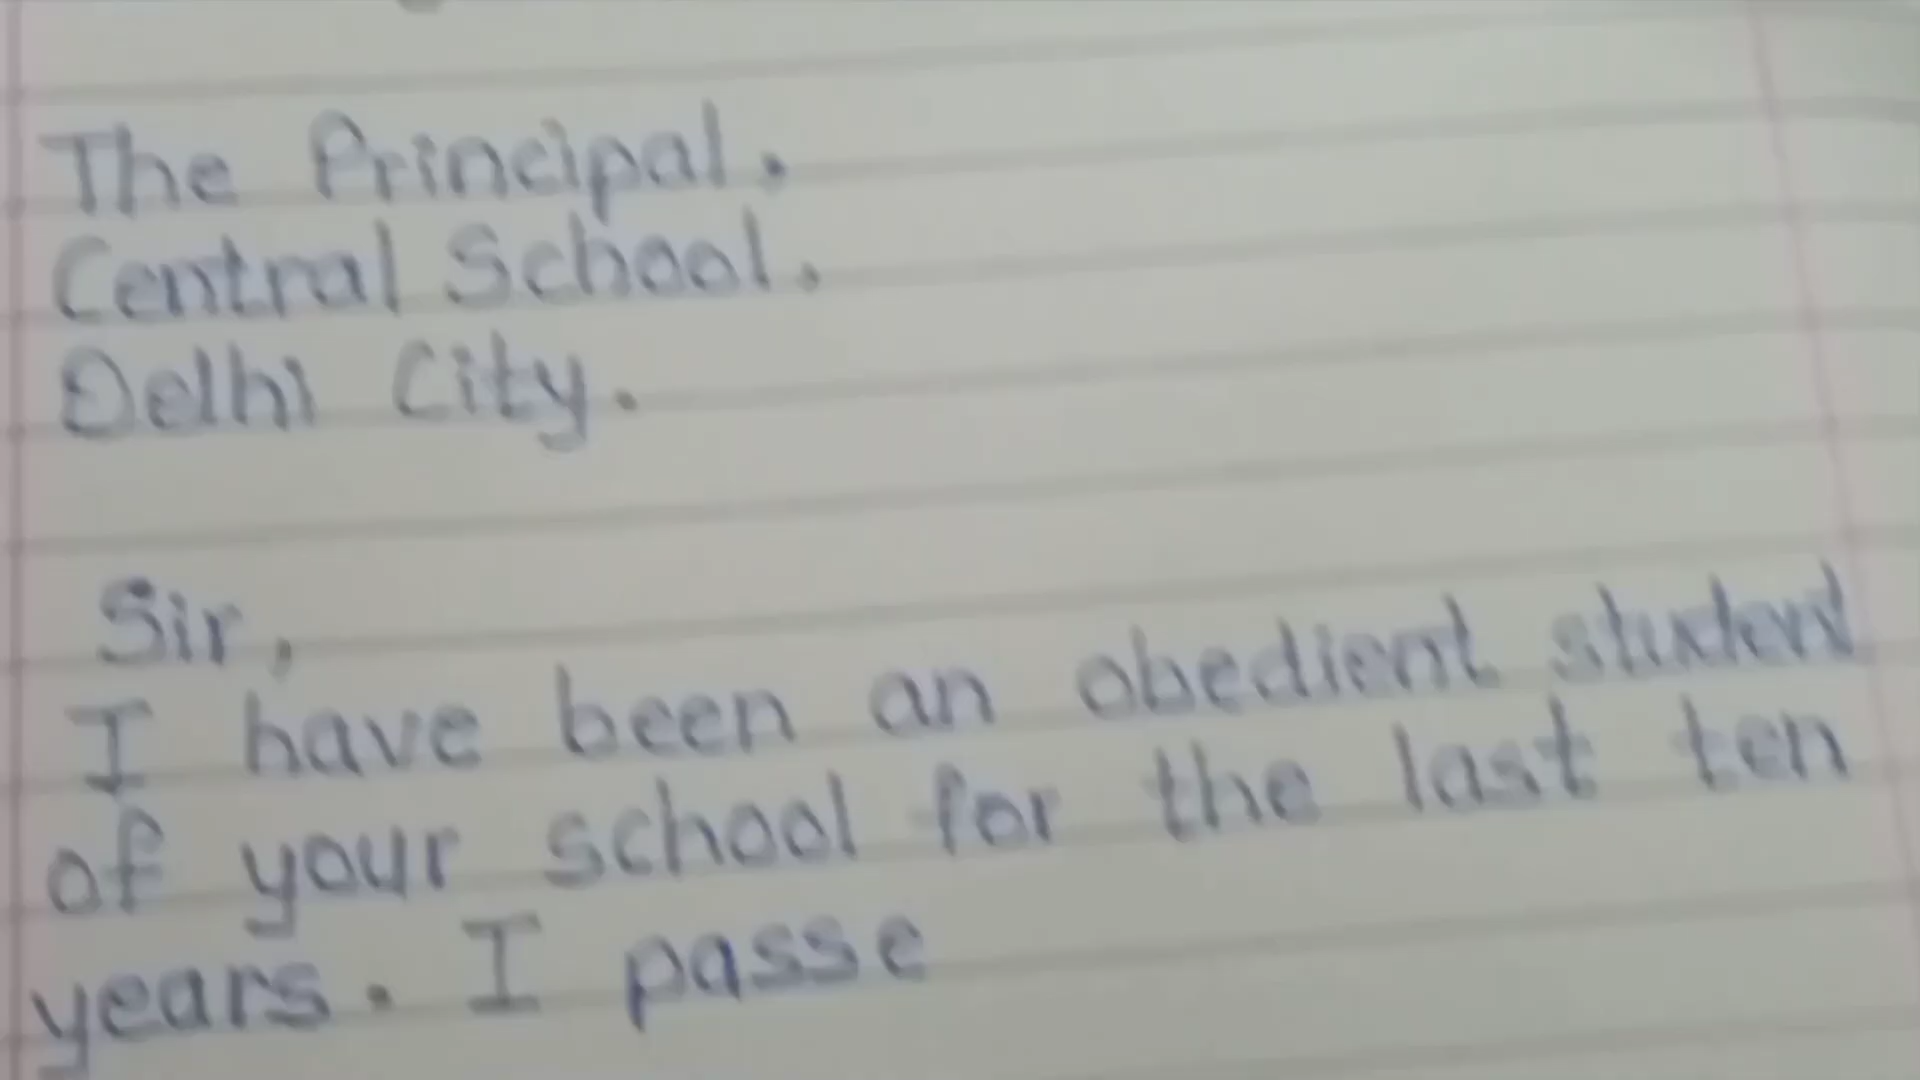 The Principal.
Central School.
Delhi City.
Sir,
I have been an obedient student
of your school for the last ten
years. I passe